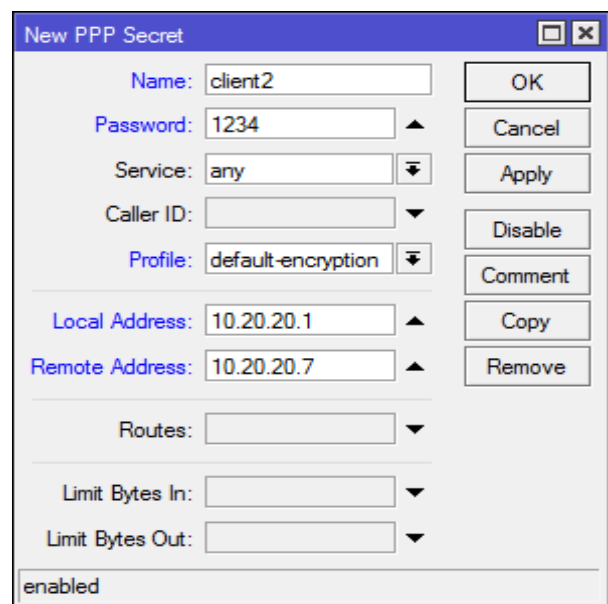 New PPP Secret
Name: client2
Password: 1234
Service: any
Caller ID:
Profile: default-encryption
Local Address: 10.20.20.1
Remote Address: 10.20.20.7
Routes:
Limit Bytes In:
Limit Bytes Out:
OK
Cancel
Apply
Disable
Comment
Copy
Remove
enabled